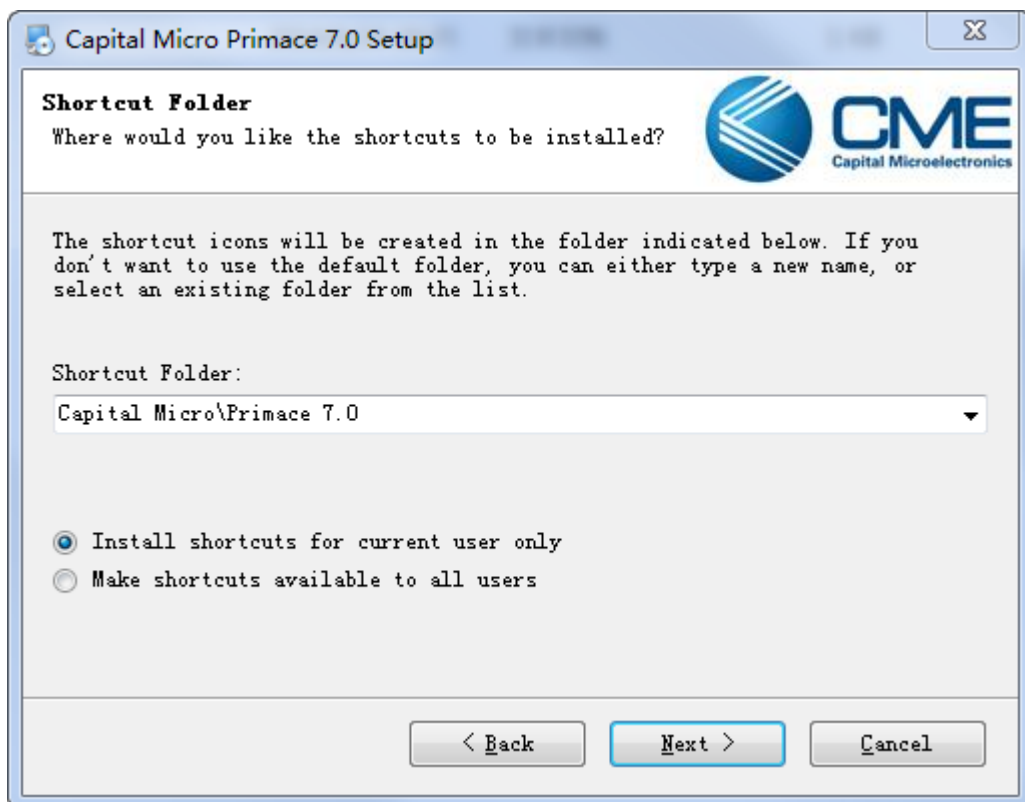 Capital Micro Primace 7.0 Setup
Shortcut Folder
Where would you like the shortcuts to be installed?
CME
Capital Microelectronics
The shortcut icons will be created in the folder indicated below. If you
don't want to use the default folder, you can either type a new name, or
select an existing folder from the list.
Shortcut Folder:
Capital Micro\Primace 7.0
Install shortcuts for current user only
Make shortcuts available to all users
< Back
Next >
Cancel